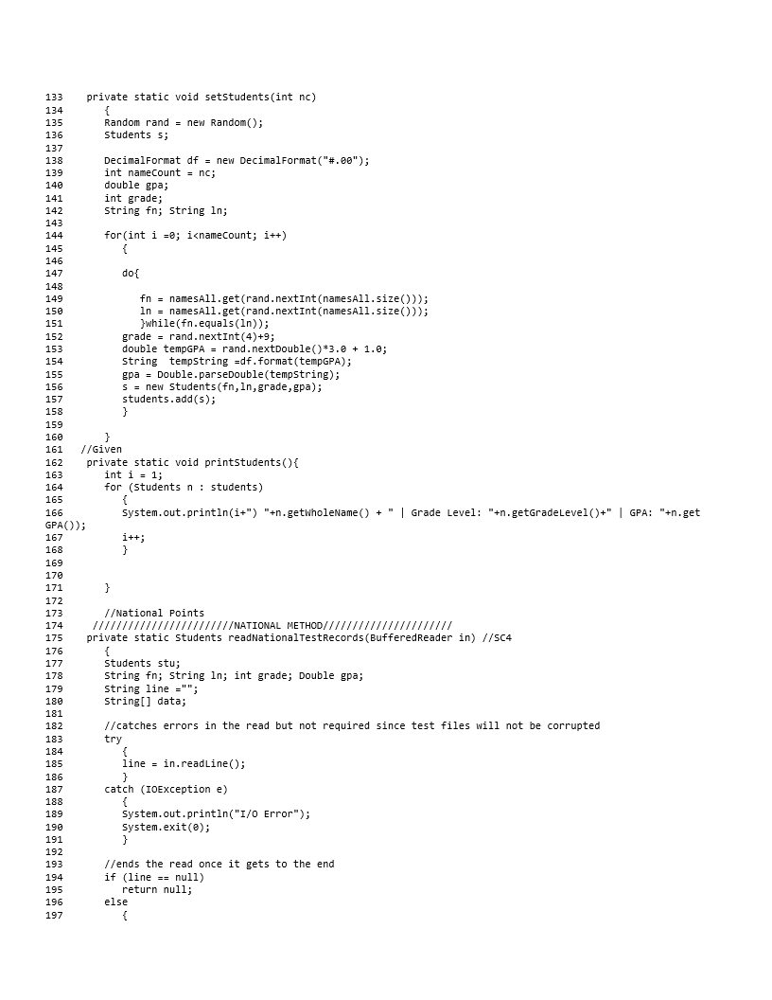 133    private static void setStudents(int nc)
134       {
135       Random rand = new Random();
136       Students s;
137
138       DecimalFormat df = new DecimalFormat("#.00");
139       int nameCount = nc;
140       double gpa;
141       int grade;
142       String fn; String ln;
143
144       for(int i =0; i<nameCount; i++)
145          {
146
147          do{
148
149             fn = namesAll.get(rand.nextInt(namesAll.size()));
150             ln = namesAll.get(rand.nextInt(namesAll.size()));
151             }while(fn.equals(ln));
152          grade = rand.nextInt(4)+9;
153          double tempGPA = rand.nextDouble()*3.0 + 1.0;
154          String  tempString =df.format(tempGPA);
155          gpa = Double.parseDouble(tempString);
156          s = new Students(fn,ln,grade,gpa);
157          students.add(s);
158          }
159
160       }
161   //Given
162    private static void printStudents(){
163       int i = 1;
164       for (Students n : students)
165          {
166          System.out.println(i+") "+n.getWholeName() + " | Grade Level: "+n.getGradeLevel()+" | GPA: "+n.get
GPA());
167          i++;
168          }
169
170
171       }
172
173       //National Points
174     ////////////////////////NATIONAL METHOD//////////////////////
175    private static Students readNationalTestRecords(BufferedReader in) //SC4
176       {
177       Students stu;
178       String fn; String ln; int grade; Double gpa;
179       String line ="";
180       String[] data;
181
182       //catches errors in the read but not required since test files will not be corrupted
183       try
184          {
185          line = in.readLine();
186          }
187       catch (IOException e)
188          {
189          System.out.println("I/O Error");
190          System.exit(0);
191          }
192
193       //ends the read once it gets to the end
194       if (line == null)
195          return null;
196       else
197          {